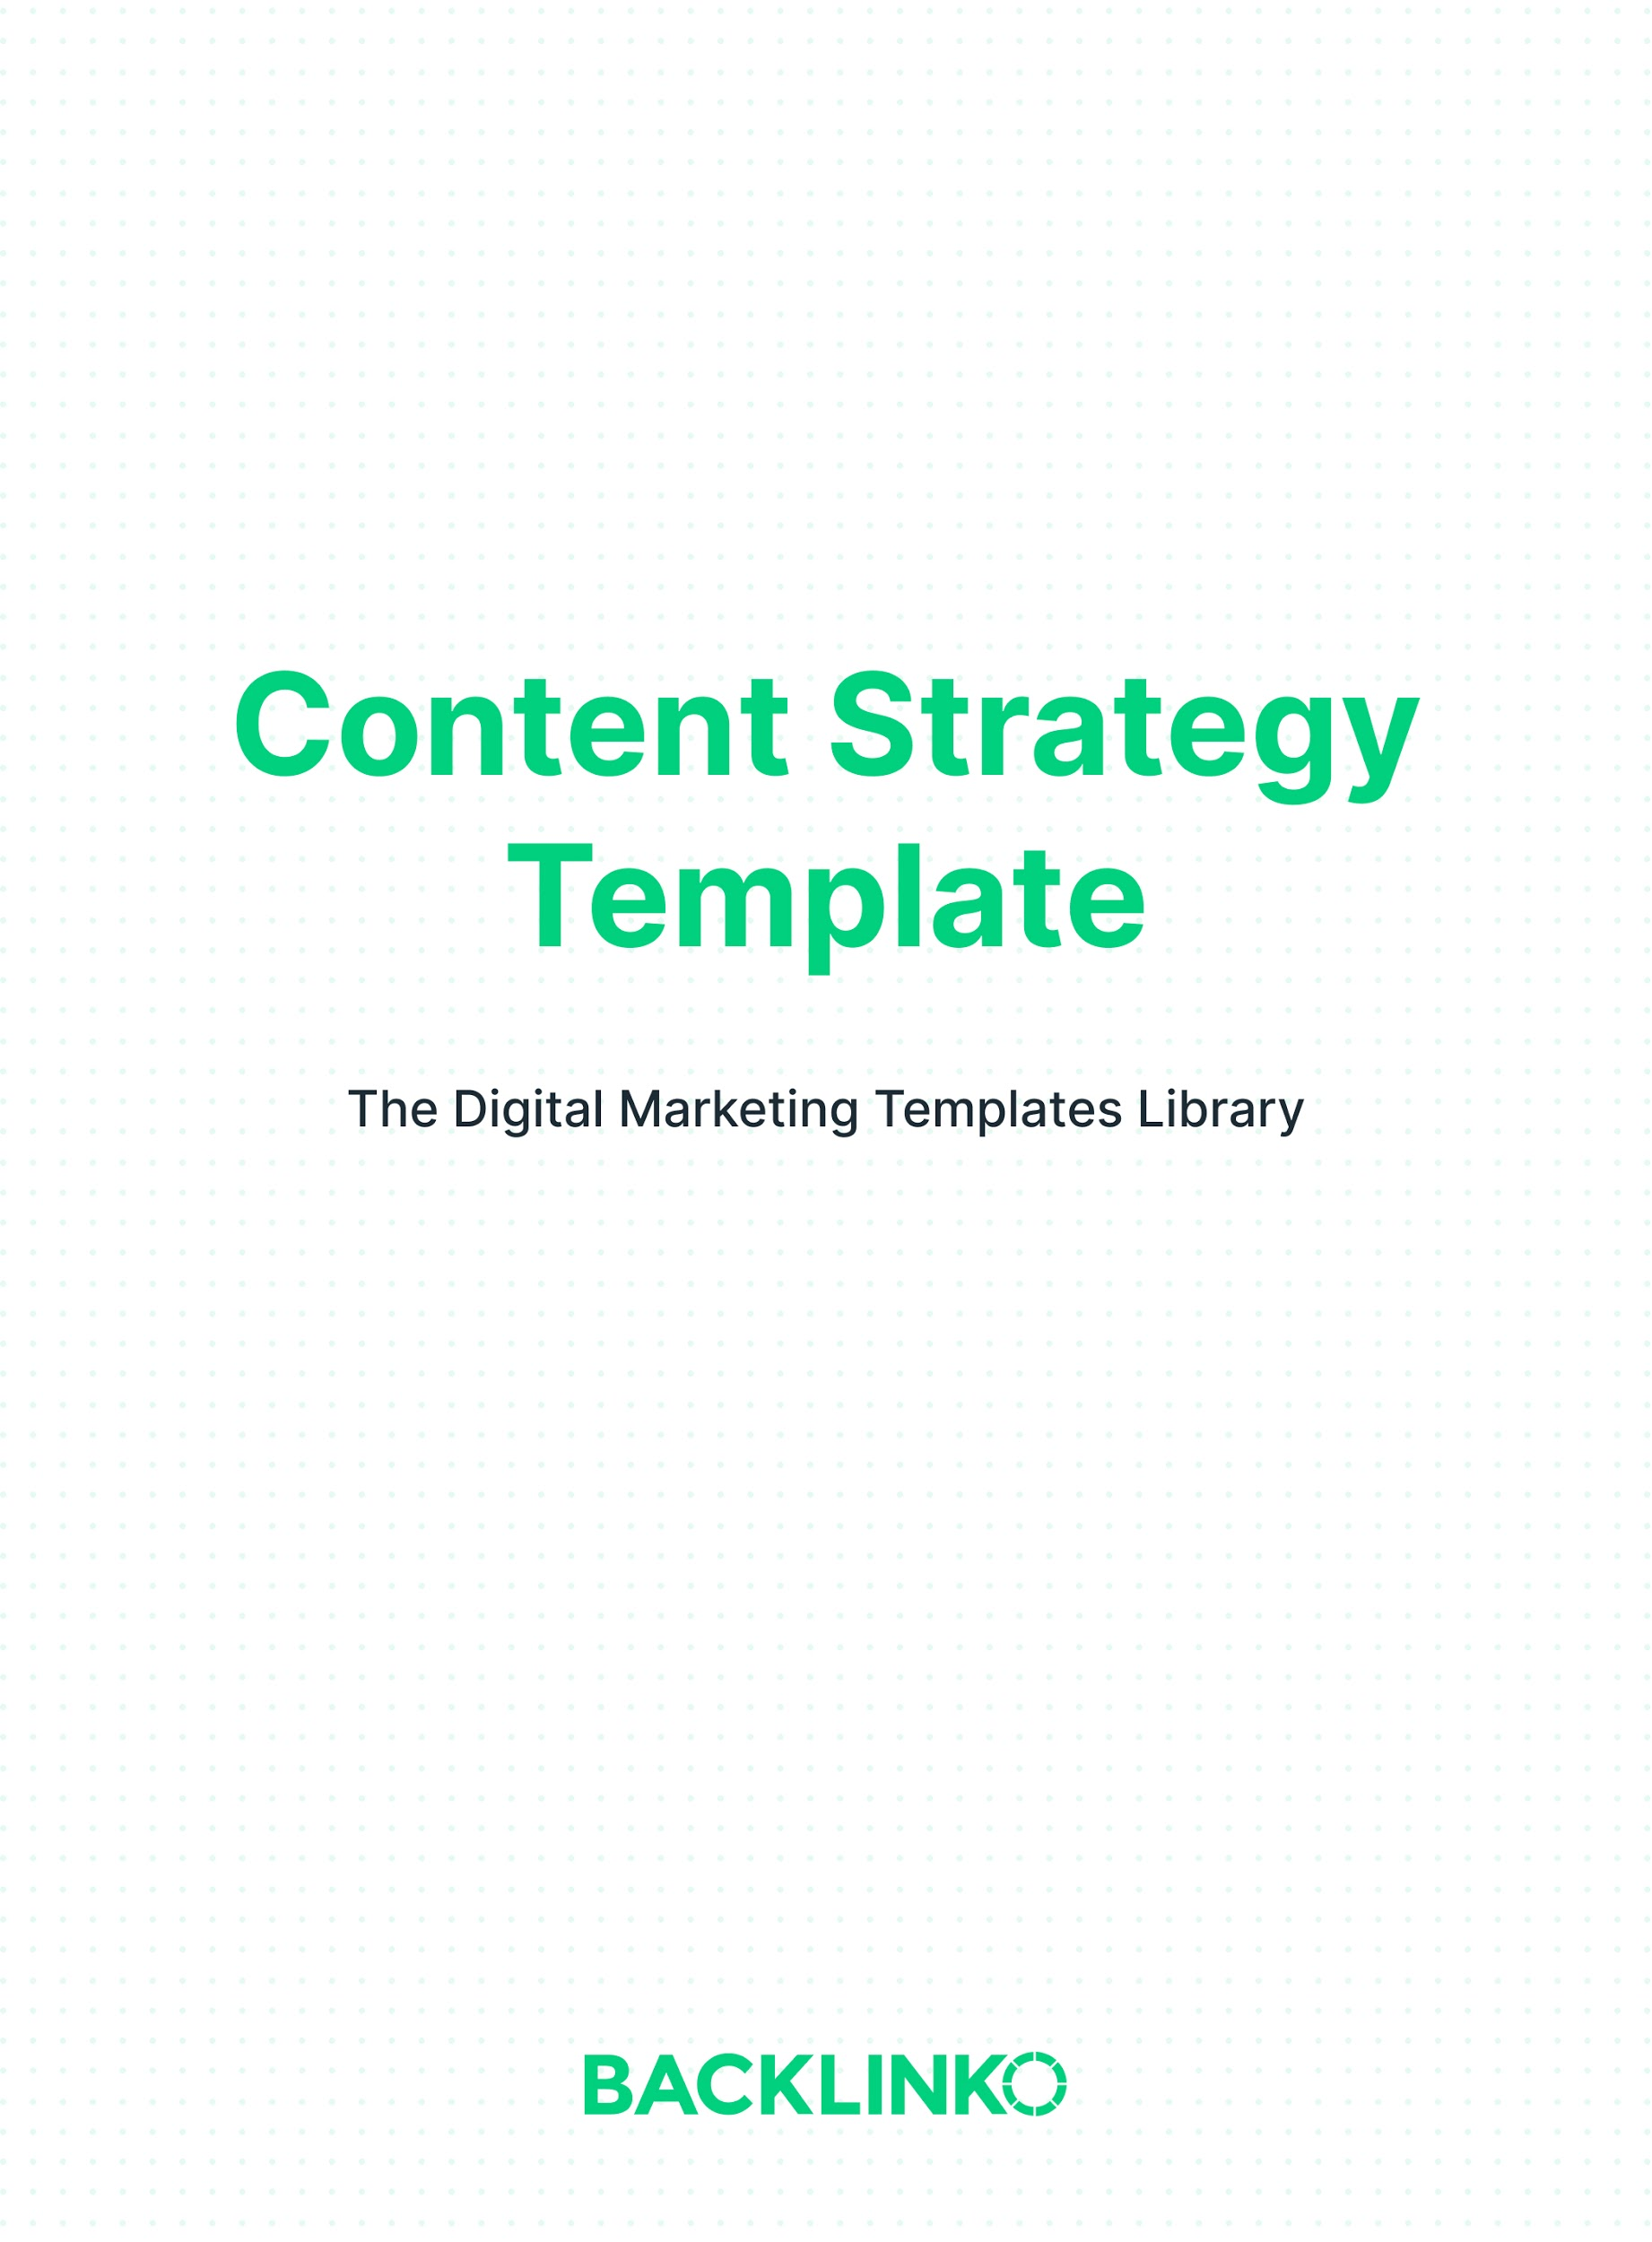 Content Strategy
Template
The Digital Marketing Templates Library
BACKLINKO